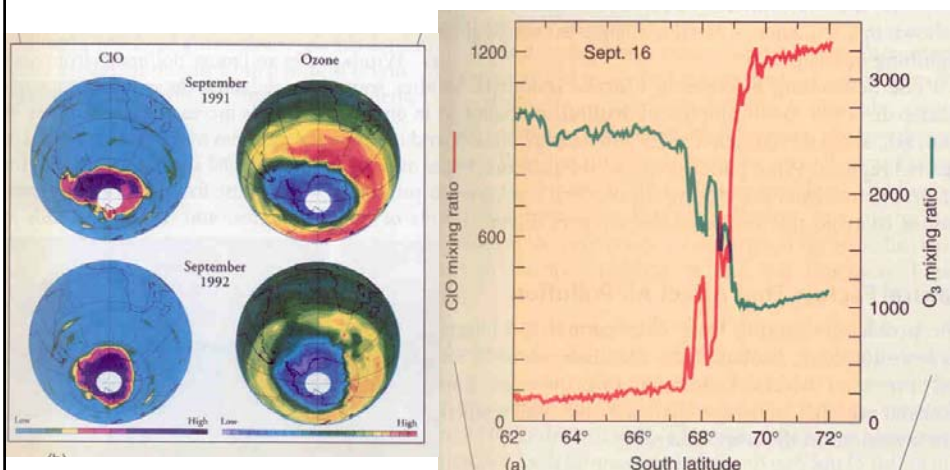 ClO Ozone
September
1991
September
1992
Low High Low High
(b)
1200 Sept. 16 3000
ClO mixing ratio
600
0
2000
1000
0
O₃ mixing ratio
62° 64° 66° 68° 70° 72°
(a) South latitude